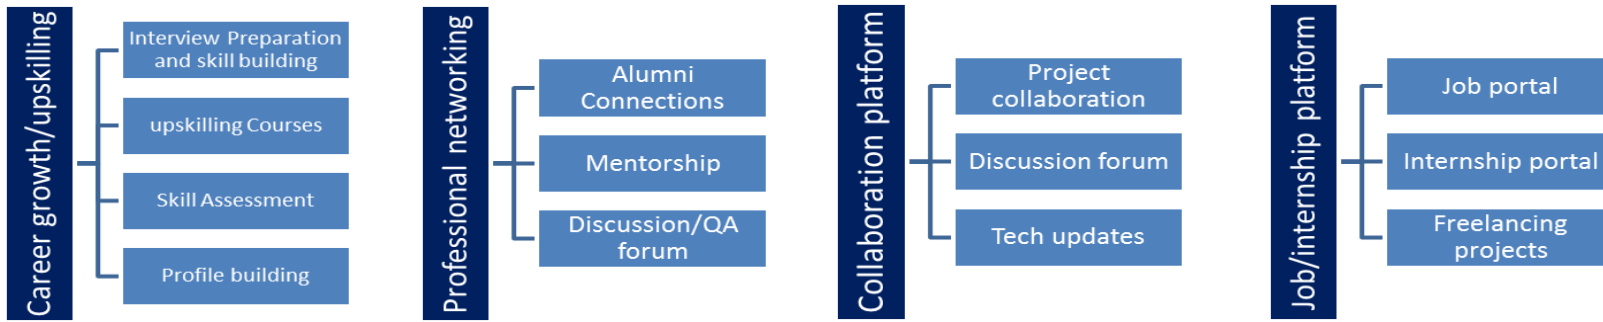 Career growth/upskilling
Interview Preparation
and skill building
upskilling Courses
Skill Assessment
Profile building
Professional networking
Alumni
Connections
Mentorship
Discussion/QA
forum
Collaboration platform
Project
collaboration
Discussion forum
Tech updates
Job/internship platform
Job portal
Internship portal
Freelancing
projects